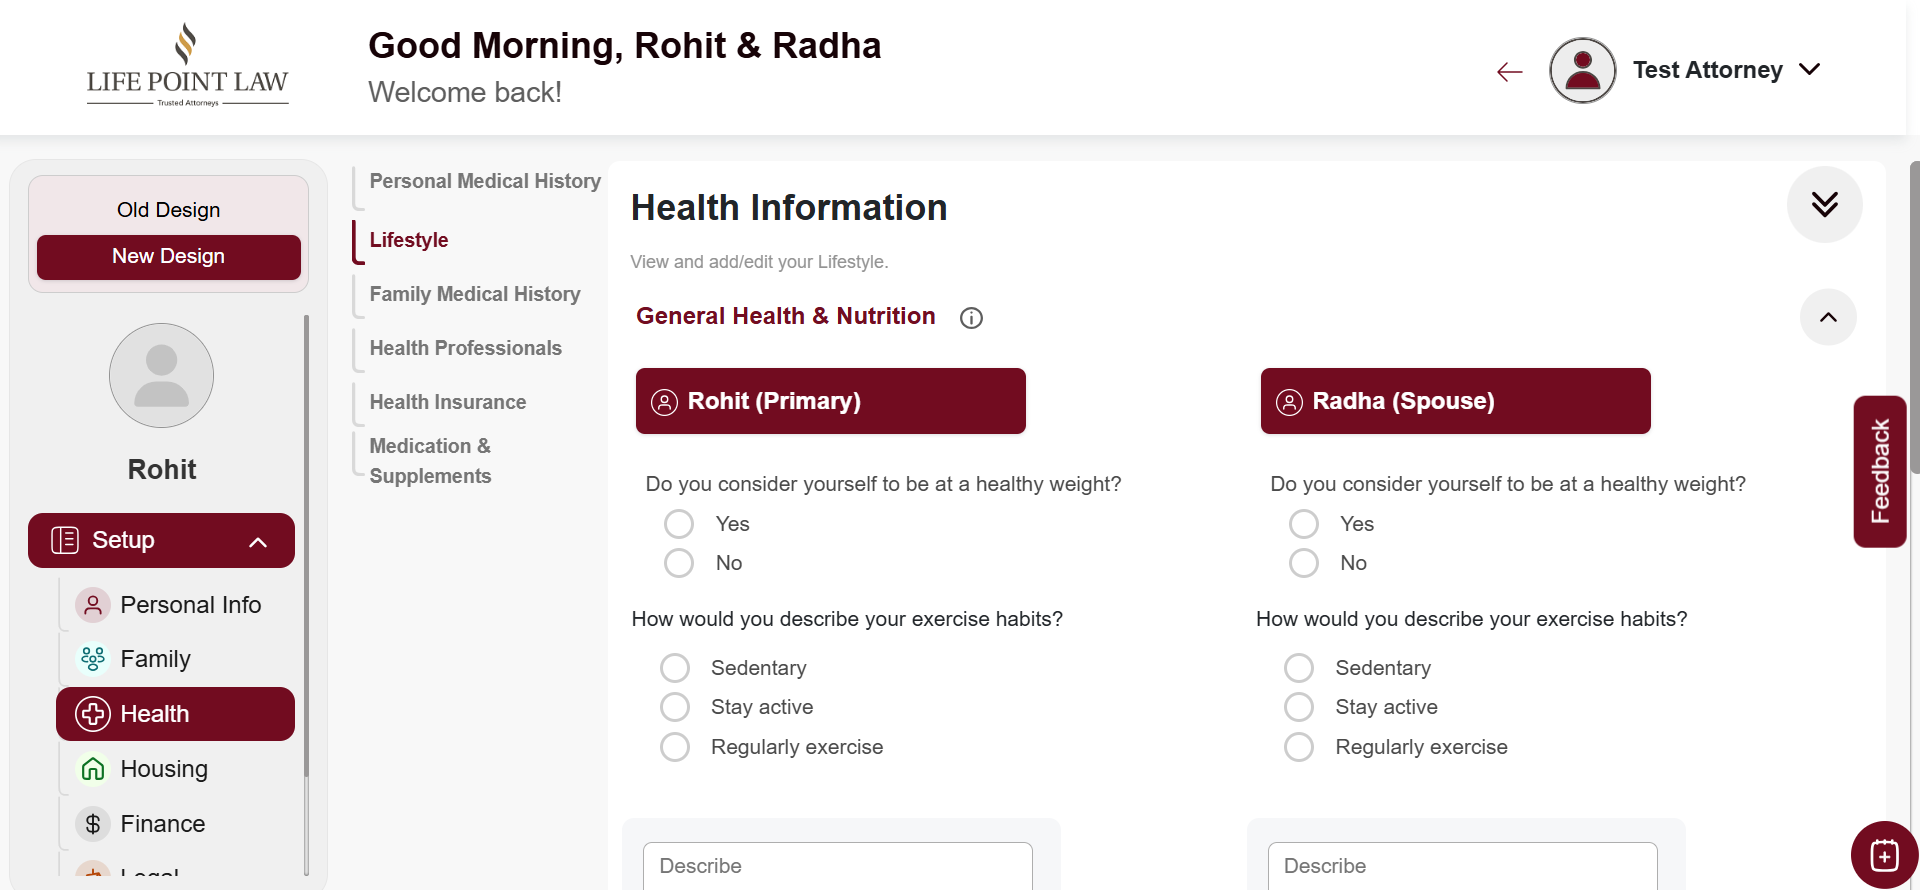 LIFE POINT LAW
Trusted Attorneys
Good Morning, Rohit & Radha
Welcome back!
Test Attorney
Old Design
New Design
Rohit
Setup
Personal Info
Family
Health
Housing
Finance
Personal Medical History
Lifestyle
Family Medical History
Health Professionals
Health Insurance
Medication &
Supplements
Health Information
View and add/edit your Lifestyle.
General Health & Nutrition
Rohit (Primary)
Do you consider yourself to be at a healthy weight?
Yes
No
How would you describe your exercise habits?
Sedentary
Stay active
Regularly exercise
Describe
Radha (Spouse)
Do you consider yourself to be at a healthy weight?
Yes
No
How would you describe your exercise habits?
Sedentary
Stay active
Regularly exercise
Describe
Feedback